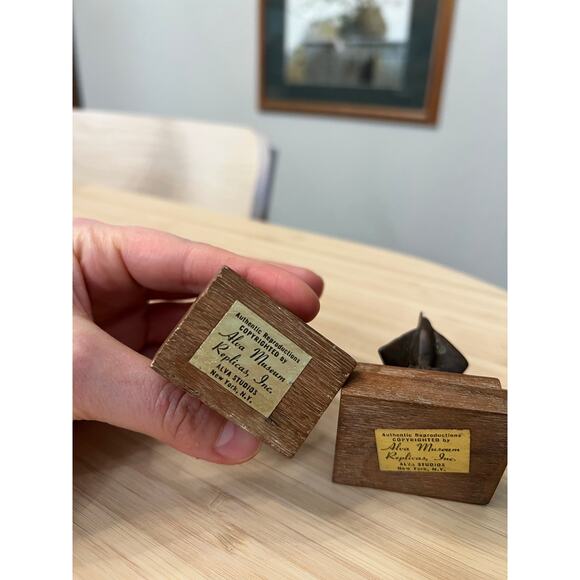 Authentic Reproductions
COPYRIGHTED by
Alva Museum
Replicas, Inc.
ALVA STUDIOS
New York, N.Y.
Authentic Reproductions
COPYRIGHTED by
Alva Museum
Replicas, Inc.
ALVA STUDIOS
New York, N.Y.